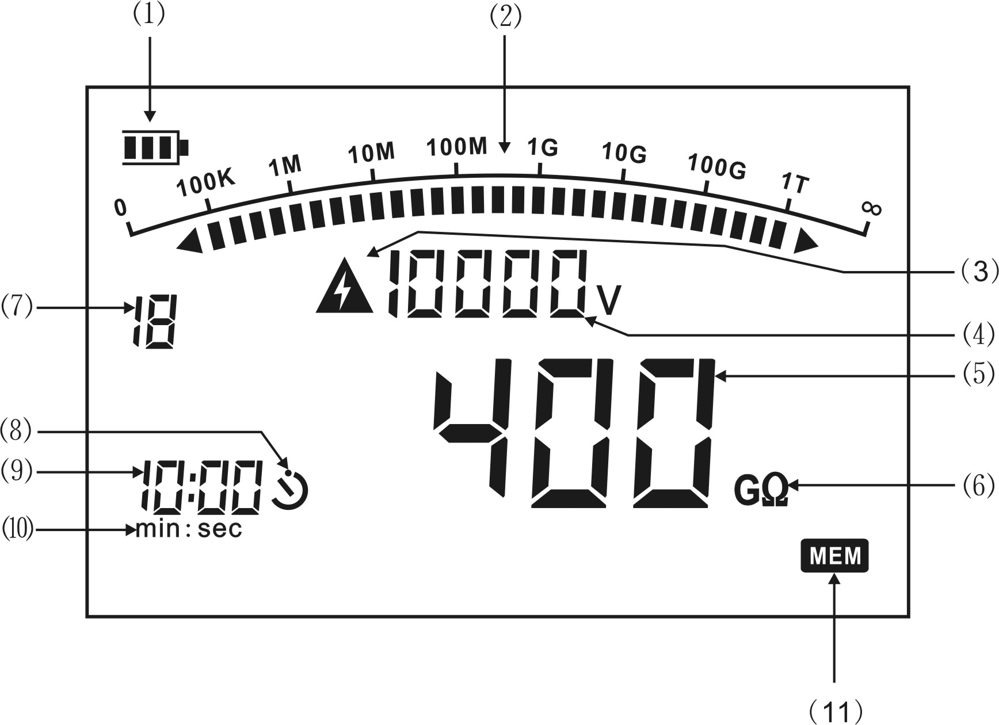 (1)
(2)
0 100K 1M 10M 100M 1G 10G 100G 1T ∞
(3)
10000 V
(7)
18
(4)
400
(5)
(8)
(9)
10:00
GΩ
(6)
(10)
min:sec
MEM
(11)